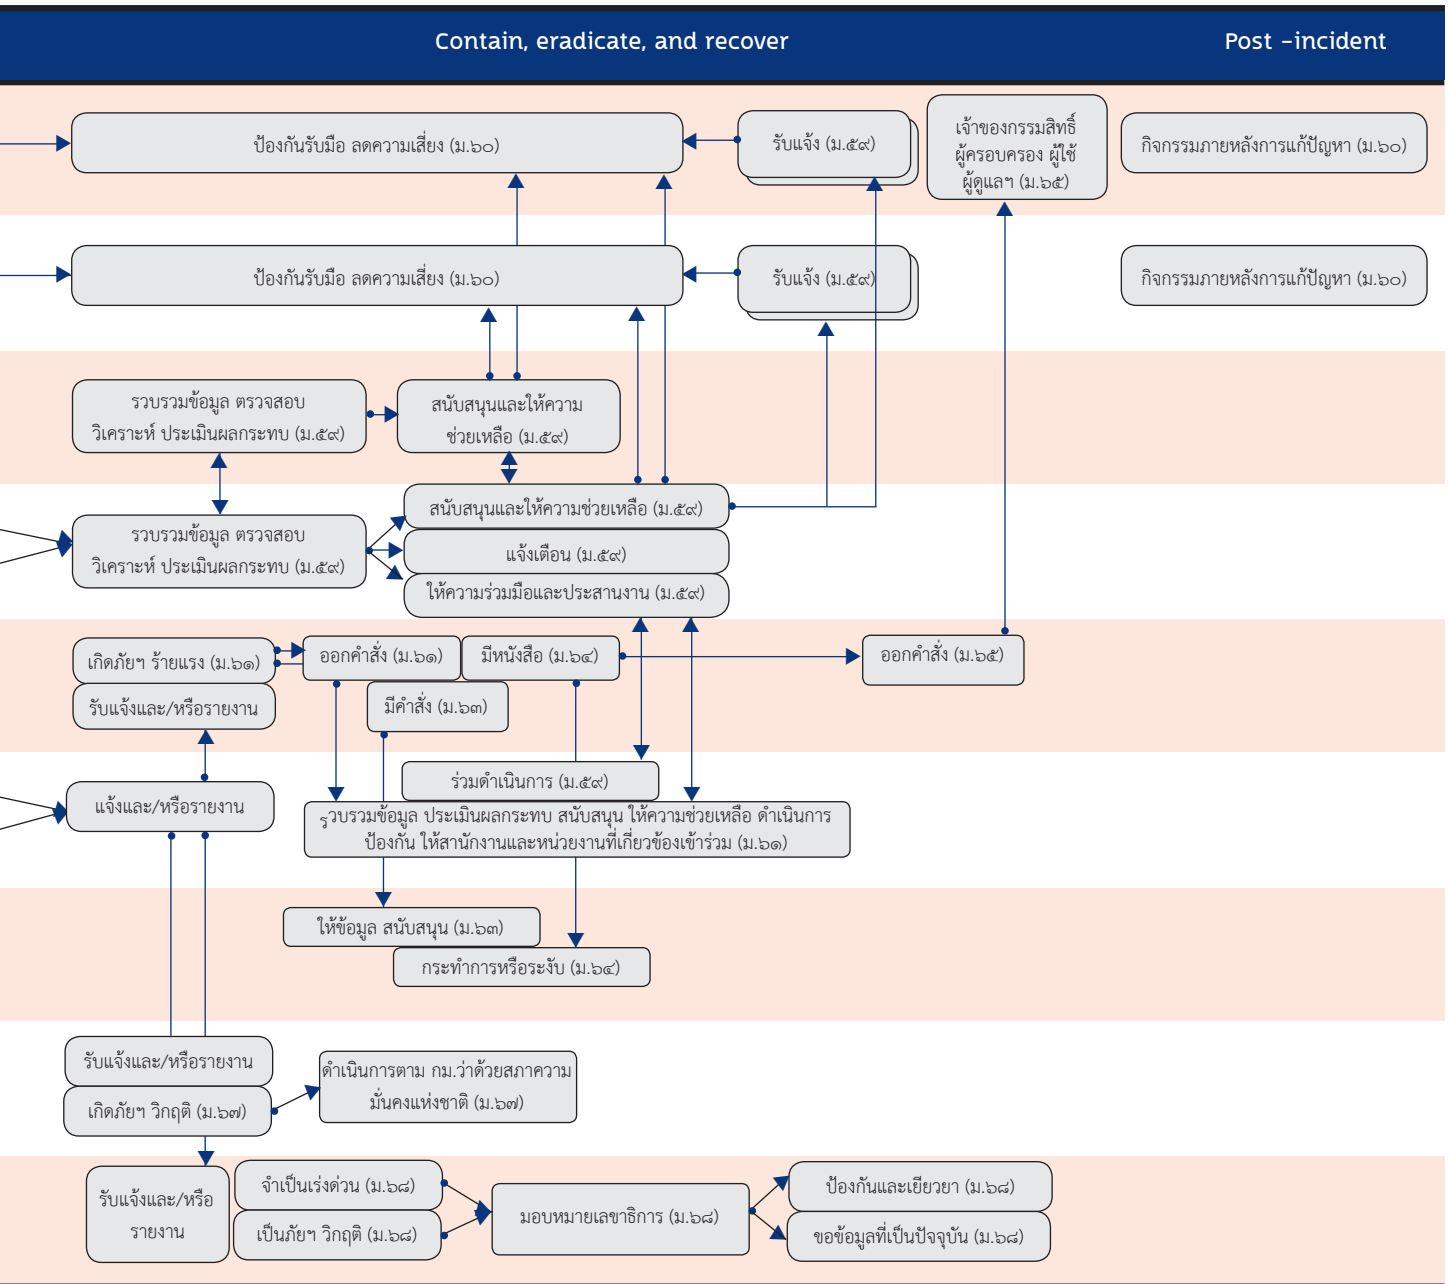 Contain, eradicate, and recover
Post -incident
ป้องกันรับมือ ลดความเสี่ยง (ม.๖๐)
รับแจ้ง (ม.๕๙)
เจ้าของกรรมสิทธิ์
ผู้ครอบครอง ผู้ใช้
ผู้ดูแลฯ (ม.๖๕)
กิจกรรมภายหลังการแก้ปัญหา (ม.๖๐)
ป้องกันรับมือ ลดความเสี่ยง (ม.๖๐)
รับแจ้ง (ม.๕๙)
กิจกรรมภายหลังการแก้ปัญหา (ม.๖๐)
รวบรวมข้อมูล ตรวจสอบ
วิเคราะห์ ประเมินผลกระทบ (ม.๕๙)
สนับสนุนและให้ความ
ช่วยเหลือ (ม.๕๙)
รวบรวมข้อมูล ตรวจสอบ
วิเคราะห์ ประเมินผลกระทบ (ม.๕๙)
สนับสนุนและให้ความช่วยเหลือ (ม.๕๙)
แจ้งเตือน (ม.๕๙)
ให้ความร่วมมือและประสานงาน (ม.๕๙)
เกิดภัยฯ ร้ายแรง (ม.๖๑)
รับแจ้งและ/หรือรายงาน
ออกคำสั่ง (ม.๖๑)
มีหนังสือ (ม.๖๔)
มีคำสั่ง (ม.๖๓)
ออกคำสั่ง (ม.๖๕)
แจ้งและ/หรือรายงาน
ร่วมดำเนินการ (ม.๕๙)
รวบรวมข้อมูล ประเมินผลกระทบ สนับสนุน ให้ความช่วยเหลือ ดำเนินการ
ป้องกัน ให้สานักงานและหน่วยงานที่เกี่ยวข้องเข้าร่วม (ม.๖๑)
ให้ข้อมูล สนับสนุน (ม.๖๓)
กระทำการหรือระงับ (ม.๖๔)
รับแจ้งและ/หรือรายงาน
เกิดภัยฯ วิกฤติ (ม.๖๗)
ดำเนินการตาม กม.ว่าด้วยสภาความ
มั่นคงแห่งชาติ (ม.๖๗)
รับแจ้งและ/หรือ
รายงาน
จำเป็นเร่งด่วน (ม.๖๘)
เป็นภัยฯ วิกฤติ (ม.๖๘)
มอบหมายเลขาธิการ (ม.๖๘)
ป้องกันและเยียวยา (ม.๖๘)
ขอข้อมูลที่เป็นปัจจุบัน (ม.๖๘)